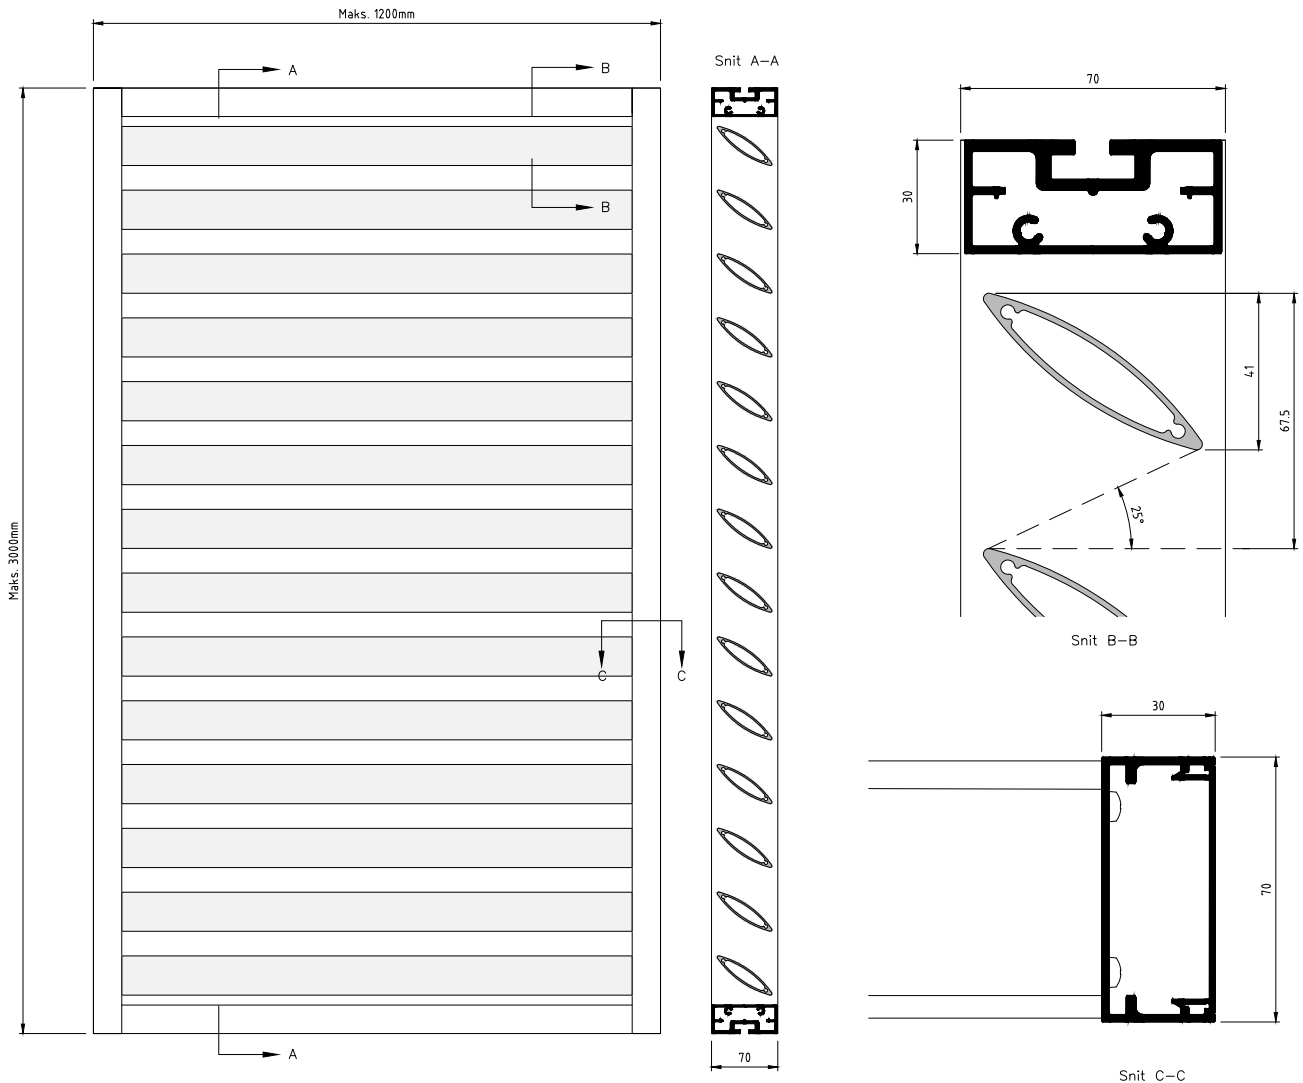 Maks. 1200mm
A
B
Snit A-A
70
30
B
41
67.5
25°
Maks. 3000mm
Snit B-B
C
C
30
70
A
70
Snit C-C